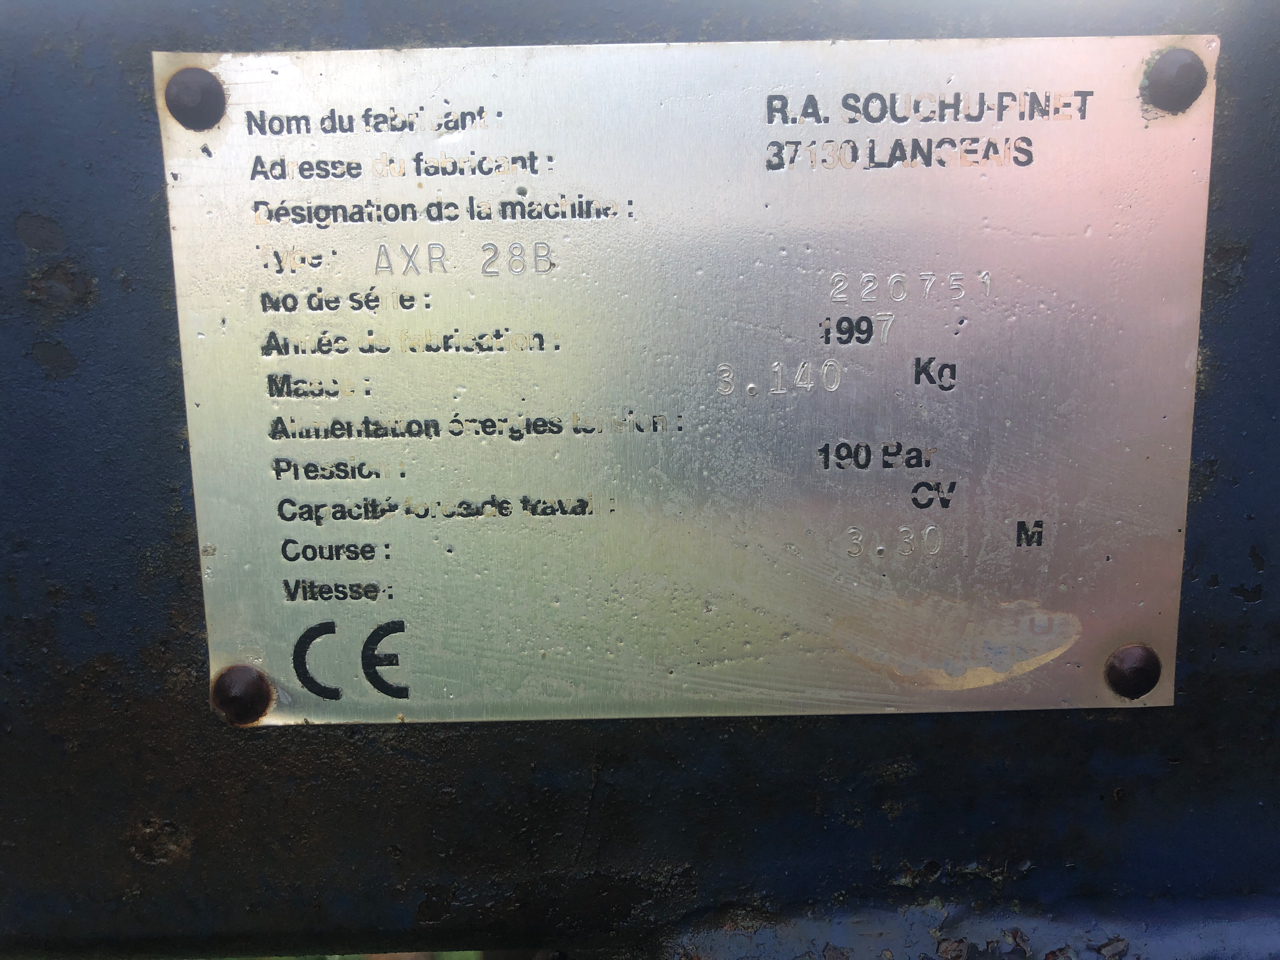 Nom du fabricant : R.A. SOUCHU-PINET
Adresse du fabricant : 37130 LANGEAIS
Désignation de la machine :
Type : AXR 28B
No de série : 220751
Année de fabrication : 1997
Masse : 3.140 Kg
Alimentation énergies tension :
Pression : 190 Bar
Capacité force de travail : CV
Course : 3.30 M
Vitesse :
CE